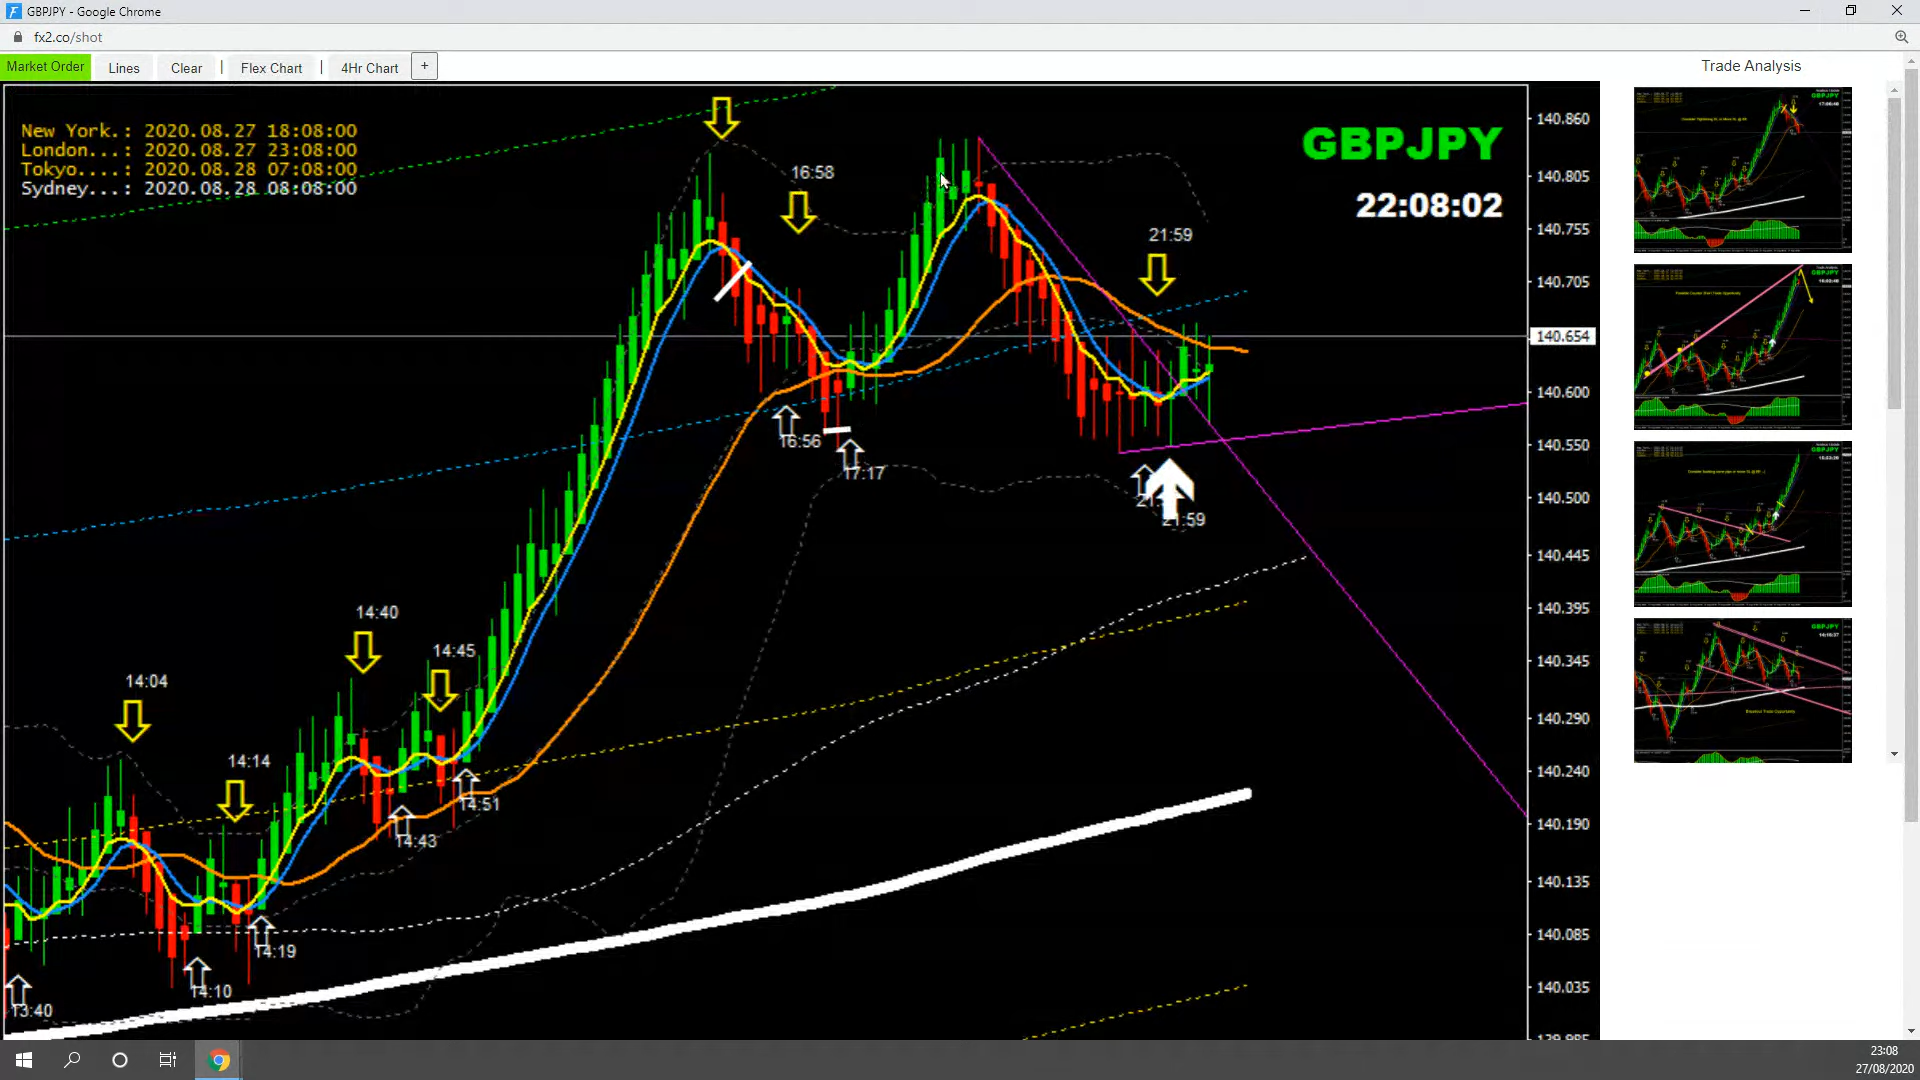 GBPJPY - Google Chrome
fx2.co/shot
Market Order Lines Clear | Flex Chart | 4Hr Chart +
Trade Analysis
New York.: 2020.08.27 18:08:00
London...: 2020.08.27 23:08:00
Tokyo....: 2020.08.28 07:08:00
Sydney...: 2020.08.28 08:08:00
GBPJPY
22:08:02
16:58
21:59
16:56
17:17
21:59
14:40
14:45
14:04
14:14
14:51
14:43
14:19
14:10
13:40
140.860
140.805
140.755
140.705
140.654
140.600
140.550
140.500
140.445
140.395
140.345
140.290
140.240
140.190
140.135
140.085
140.035
GBPJPY
GBPJPY
GBPJPY
GBPJPY
23:08
27/08/2020